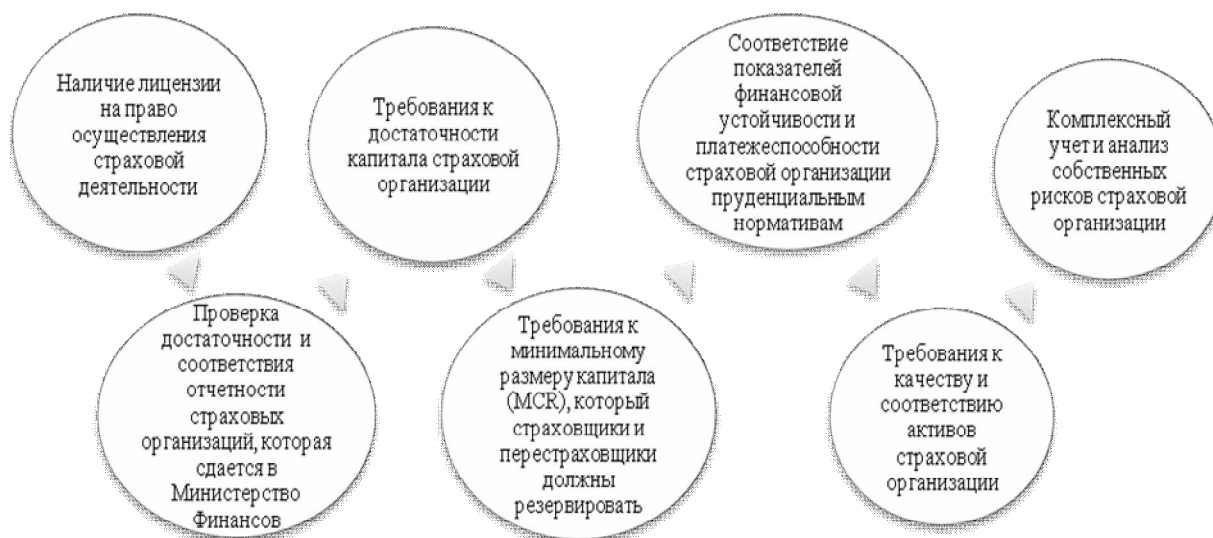 Наличие лицензии
на право
осуществления
страховой
деятельности
Проверка
достаточности и
соответствия
отчетности
страховых
организаций, которая
сдается в
Министерство
Финансов
Требования к
достаточности
капитала страховой
организации
Требования к
минимальному
размеру капитала
(MCR), который
страховщики и
перестраховщики
должны
резервировать
Соответствие
показателей
финансовой
устойчивости и
платежеспособности
страховой организации
пруденциальным
нормативам
Требования к
качеству и
соответствию
активов
страховой
организации
Комплексный
учет и анализ
собственных
рисков страховой
организации